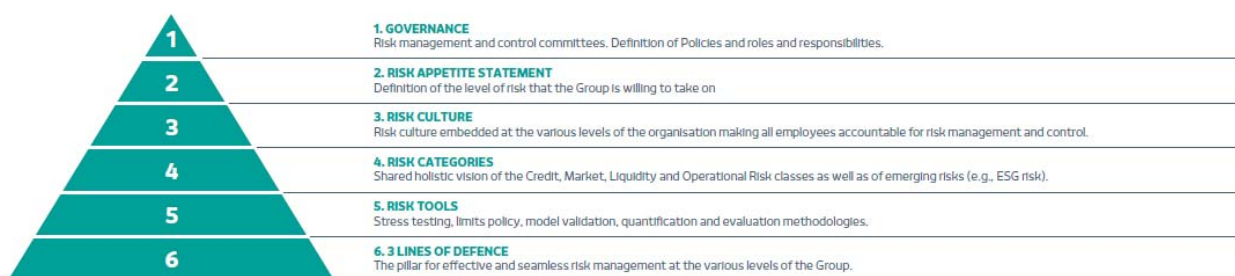 1
1. GOVERNANCE
Risk management and control committees. Definition of Policies and roles and responsibilities.
2
2. RISK APPETITE STATEMENT
Definition of the level of risk that the Group is willing to take on
3
3. RISK CULTURE
Risk culture embedded at the various levels of the organisation making all employees accountable for risk management and control.
4
4. RISK CATEGORIES
Shared holistic vision of the Credit, Market, Liquidity and Operational Risk classes as well as of emerging risks (e.g., ESG risk).
5
5. RISK TOOLS
Stress testing, limits policy, model validation, quantification and evaluation methodologies.
6
6. 3 LINES OF DEFENCE
The pillar for effective and seamless risk management at the various levels of the Group.